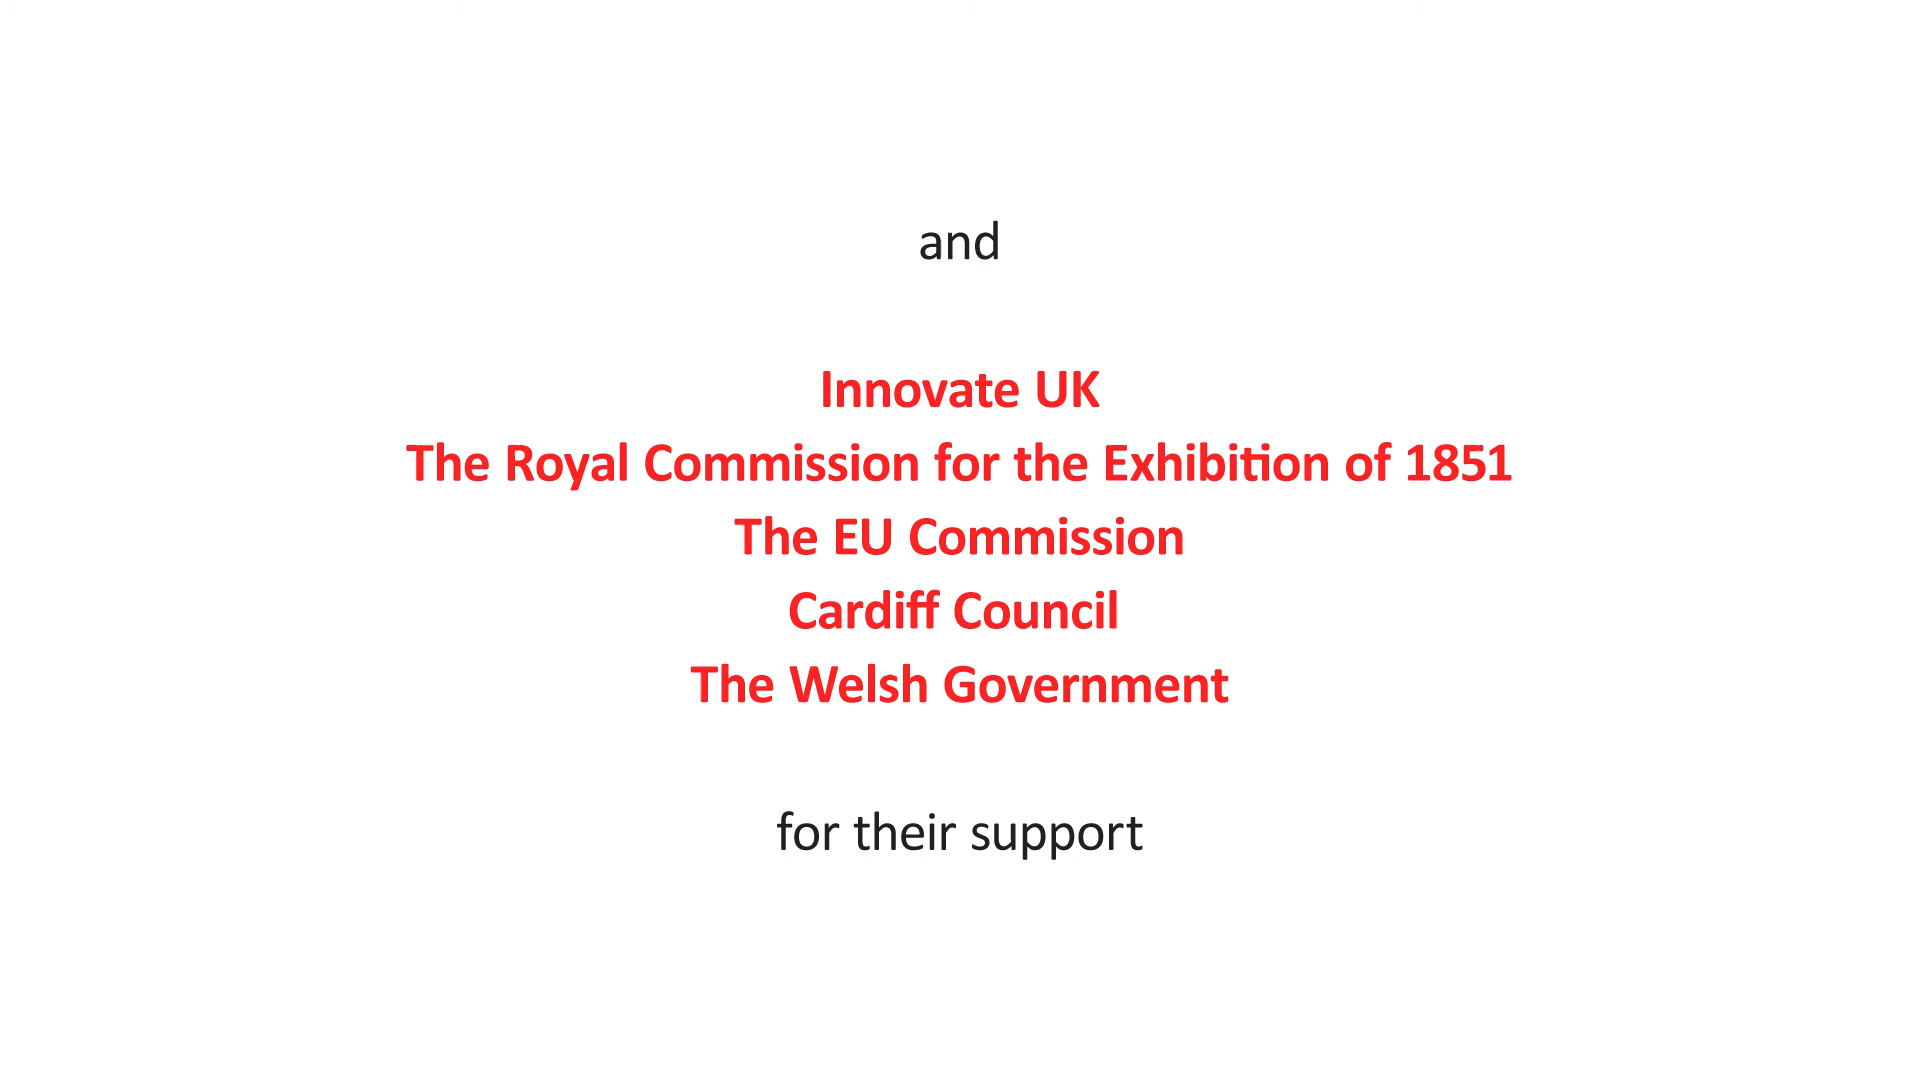 and
Innovate UK
The Royal Commission for the Exhibition of 1851
The EU Commission
Cardiff Council
The Welsh Government
for their support